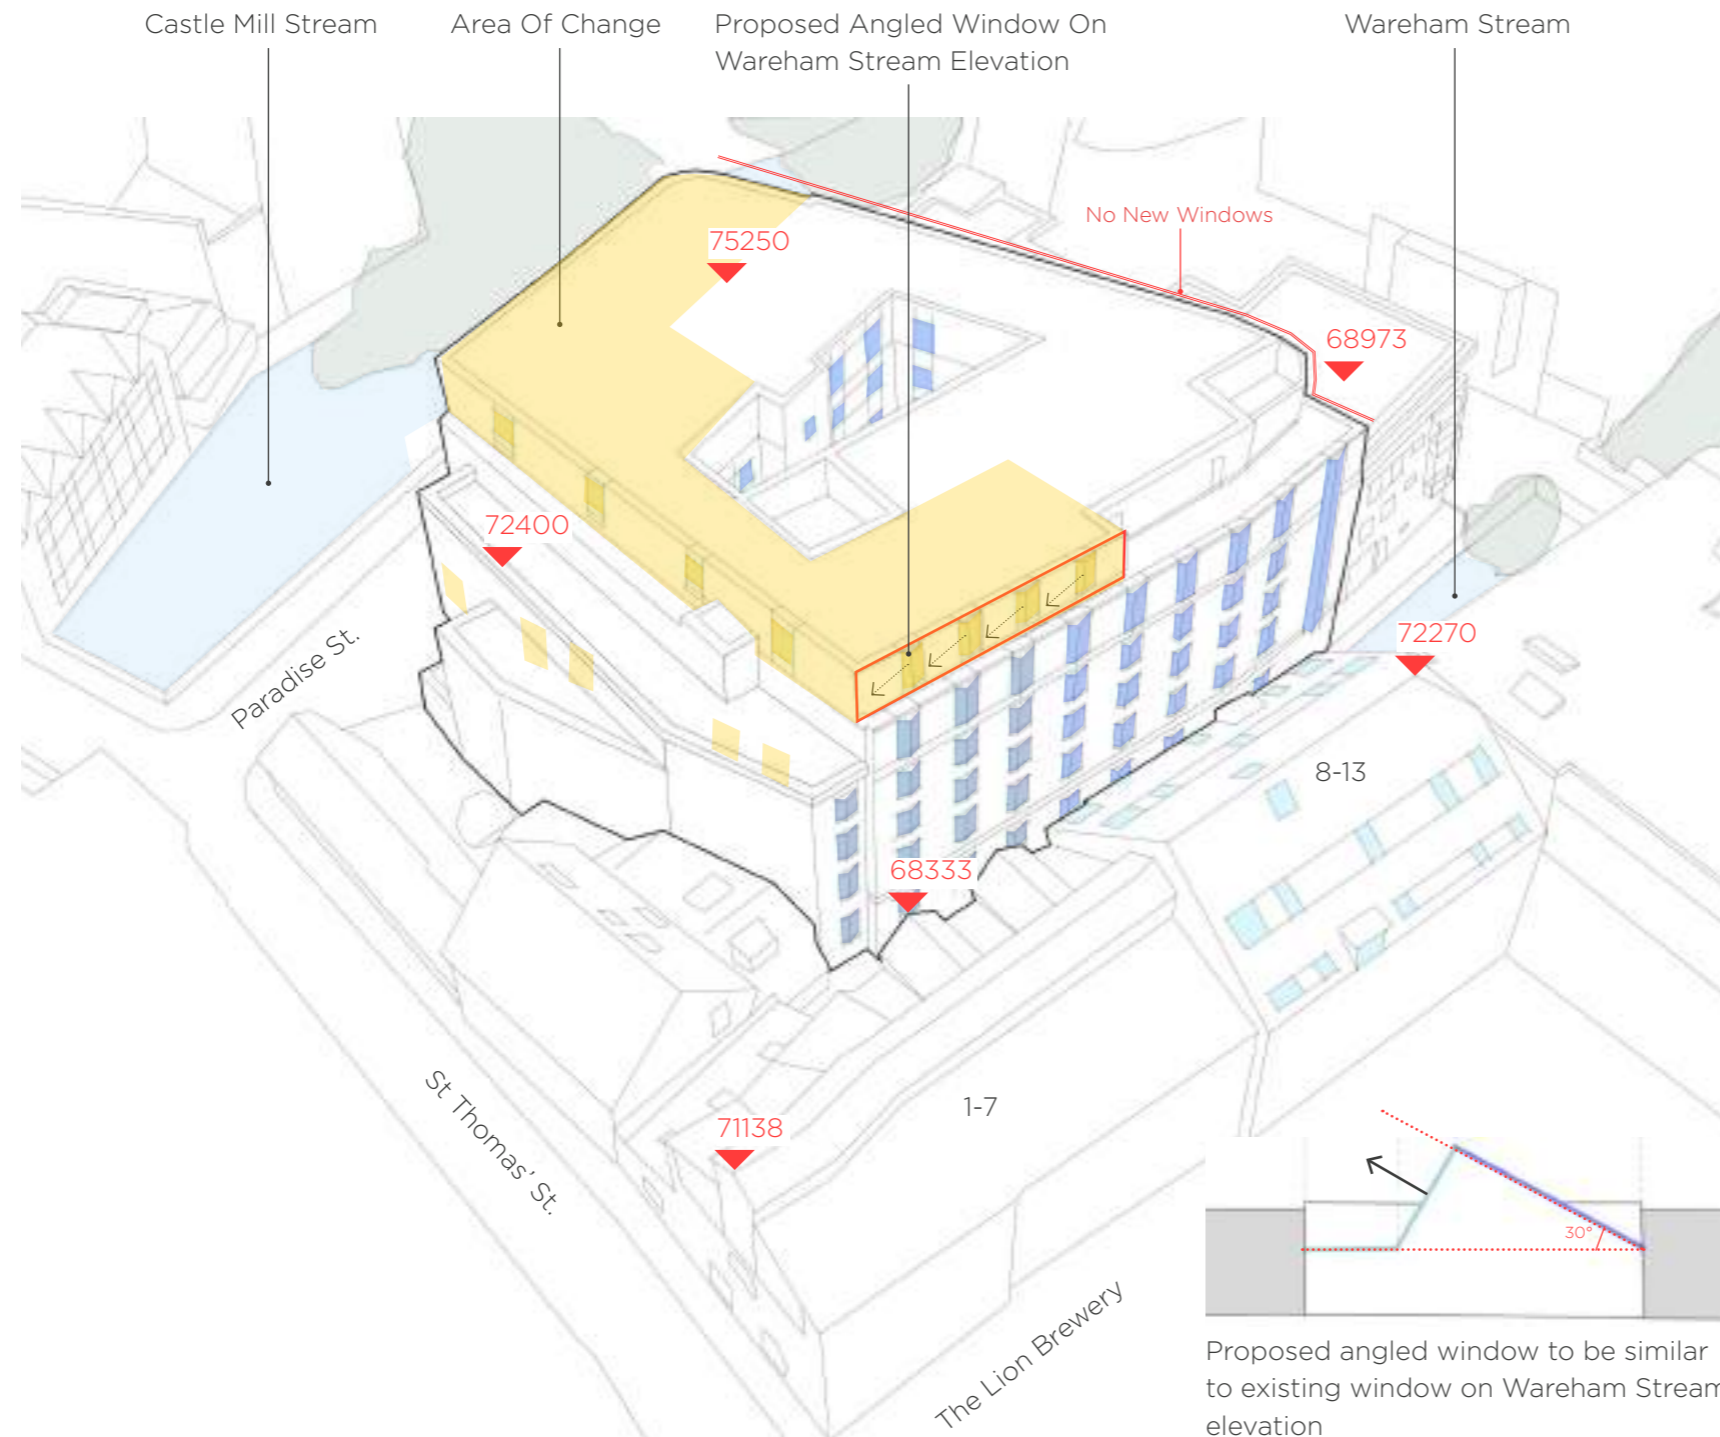 Castle Mill Stream
Area Of Change
Proposed Angled Window On
Wareham Stream Elevation
Wareham Stream
No New Windows
75250
68973
72400
72270
Paradise St.
8-13
68333
St Thomas' St.
1-7
71138
The Lion Brewery
30°
Proposed angled window to be similar
to existing window on Wareham Stream
elevation